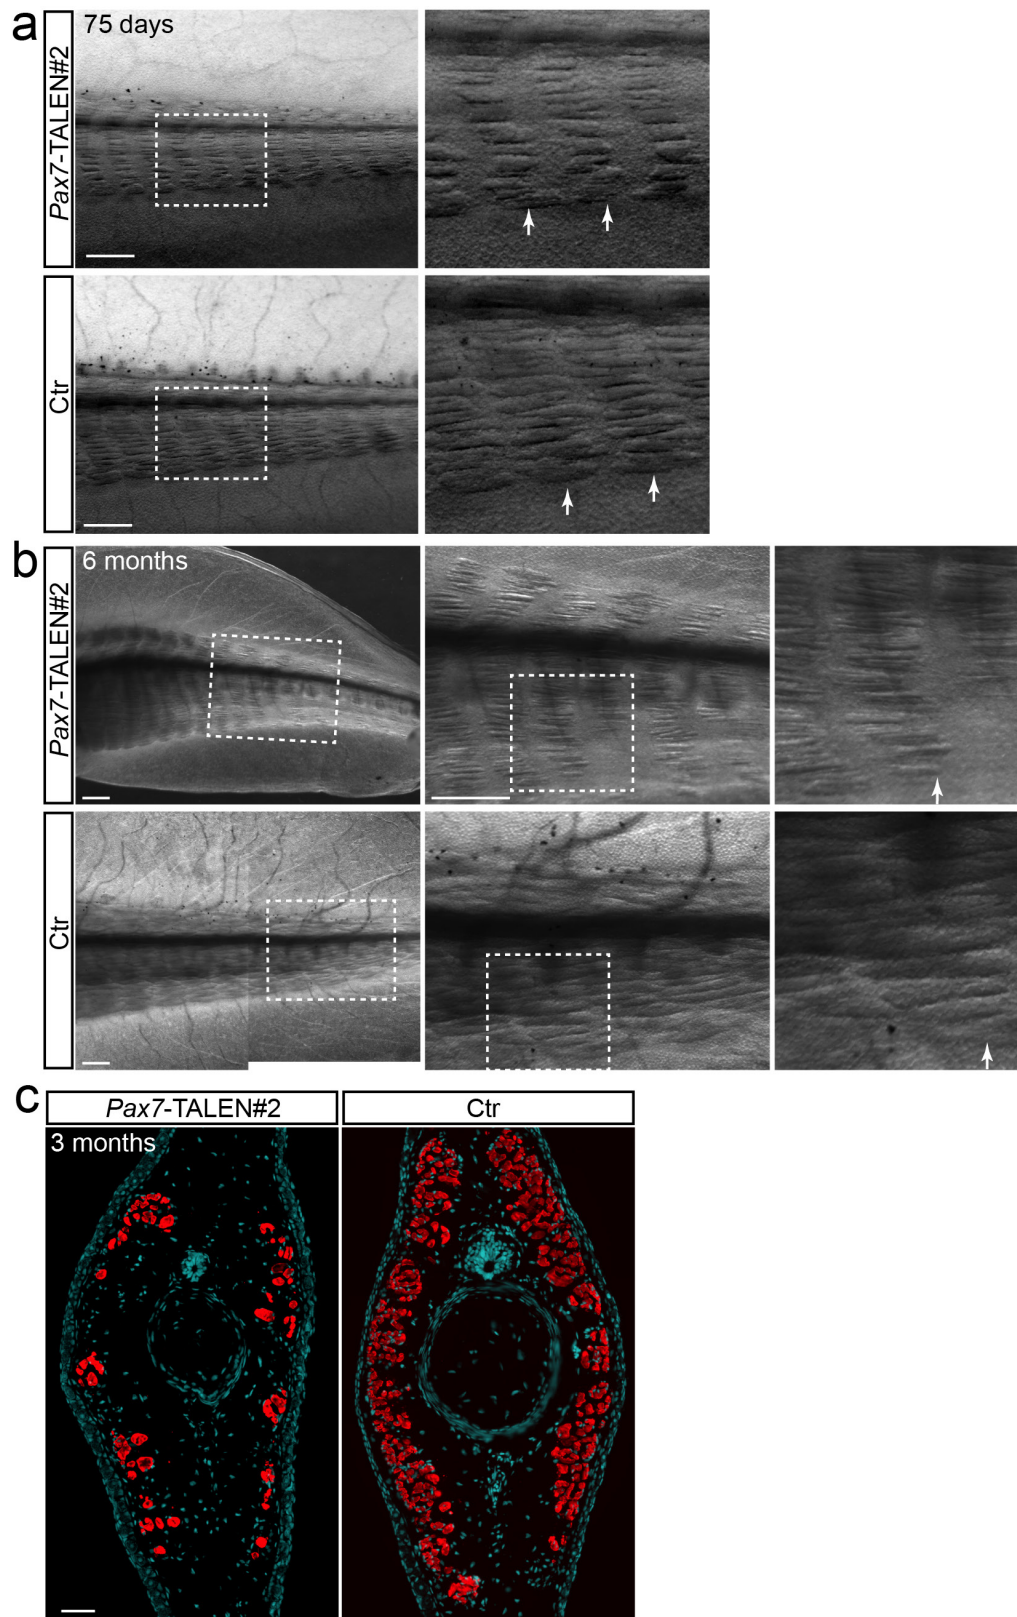 a
Pax7-TALEN#2
75 days
Ctr
b
Pax7-TALEN#2
6 months
Ctr
c
Pax7-TALEN#2
Ctr
3 months